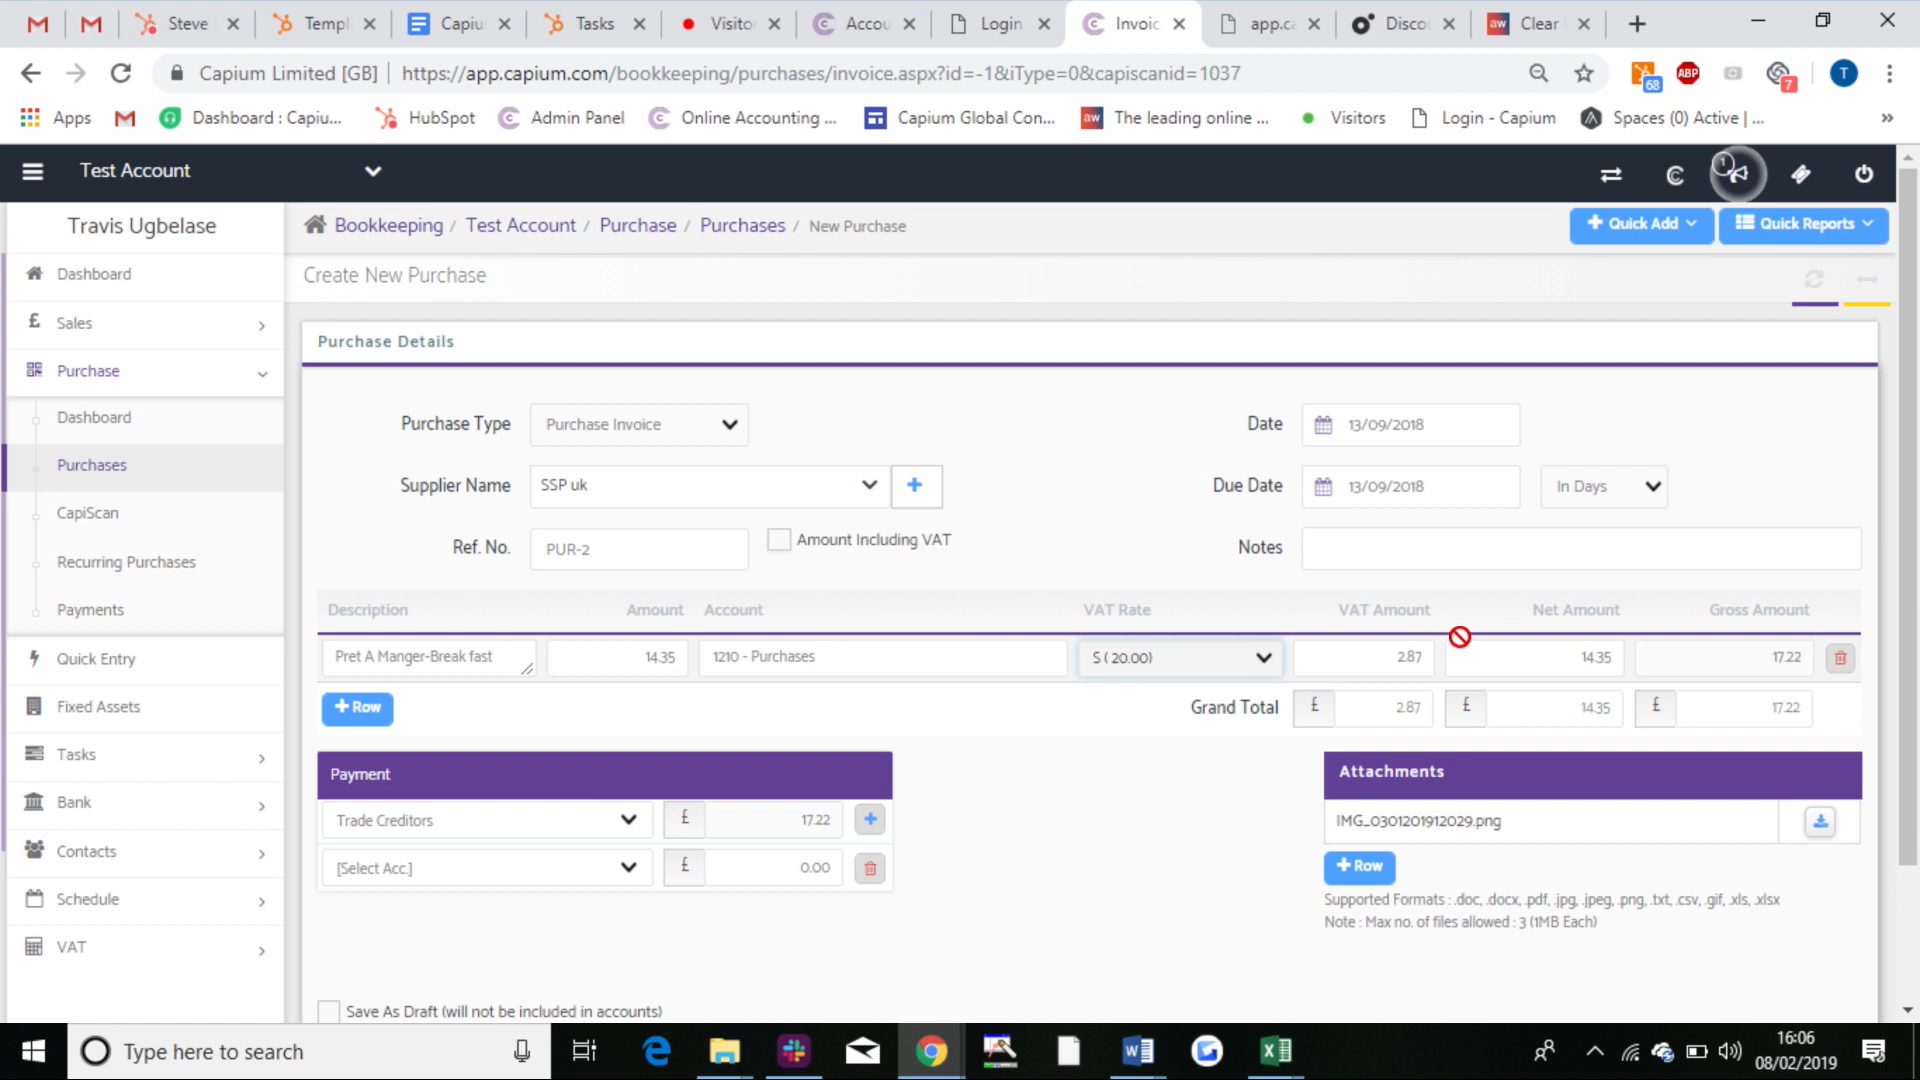 Steve
Templ
Capiu
Tasks
Visito
Accou
Login
Invoic
app.ca
Disco
Clear
Capium Limited [GB] | https://app.capium.com/bookkeeping/purchases/invoice.aspx?id=-1&iType=0&capiscanid=1037
68
ABP
7
T
Apps
Dashboard : Capiu...
HubSpot
Admin Panel
Online Accounting ...
Capium Global Con...
aw
The leading online ...
Visitors
Login - Capium
Spaces (0) Active | ...
»
Test Account
1
Travis Ugbelase
Bookkeeping / Test Account / Purchase / Purchases / New Purchase
+ Quick Add
Quick Reports
Dashboard
Create New Purchase
Sales
Purchase
Dashboard
Purchases
CapiScan
Recurring Purchases
Payments
Quick Entry
Fixed Assets
Tasks
Bank
Contacts
Schedule
VAT
Purchase Details
Purchase Type
Purchase Invoice
Date
13/09/2018
Supplier Name
SSP uk
+
Due Date
13/09/2018
In Days
Ref. No.
PUR-2
Amount Including VAT
Notes
Description Amount Account VAT Rate VAT Amount Net Amount Gross Amount
Pret A Manger-Break fast 14.35 1210 - Purchases S ( 20.00) 2.87 14.35 17.22
+ Row
Grand Total £ 2.87 £ 14.35 £ 17.22
Payment
Trade Creditors £ 17.22 +
[Select Acc.] £ 0.00
Attachments
IMG_0301201912029.png
+ Row
Supported Formats : .doc, .docx, .pdf, .jpg, .jpeg, .png, .txt, .csv, .gif, .xls, .xlsx
Note : Max no. of files allowed : 3 (1MB Each)
Save As Draft (will not be included in accounts)
Type here to search
16:06
08/02/2019